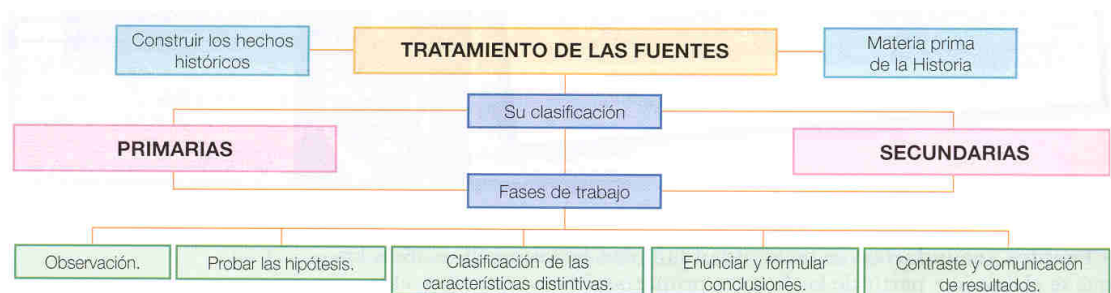 Construir los hechos
históricos
TRATAMIENTO DE LAS FUENTES
Materia prima
de la Historia
Su clasificación
PRIMARIAS
SECUNDARIAS
Fases de trabajo
Observación.
Probar las hipótesis.
Clasificación de las
características distintivas.
Enunciar y formular
conclusiones.
Contraste y comunicación
de resultados.